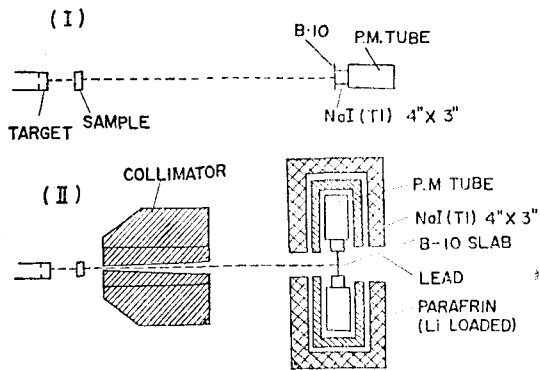 (I)
B-10
P.M. TUBE
NaI(Tl) 4"X 3"
TARGET
SAMPLE
(II)
COLLIMATOR
P.M TUBE
NaI(Tl) 4"X 3"
B-10 SLAB
LEAD
PARAFRIN
(Li LOADED)